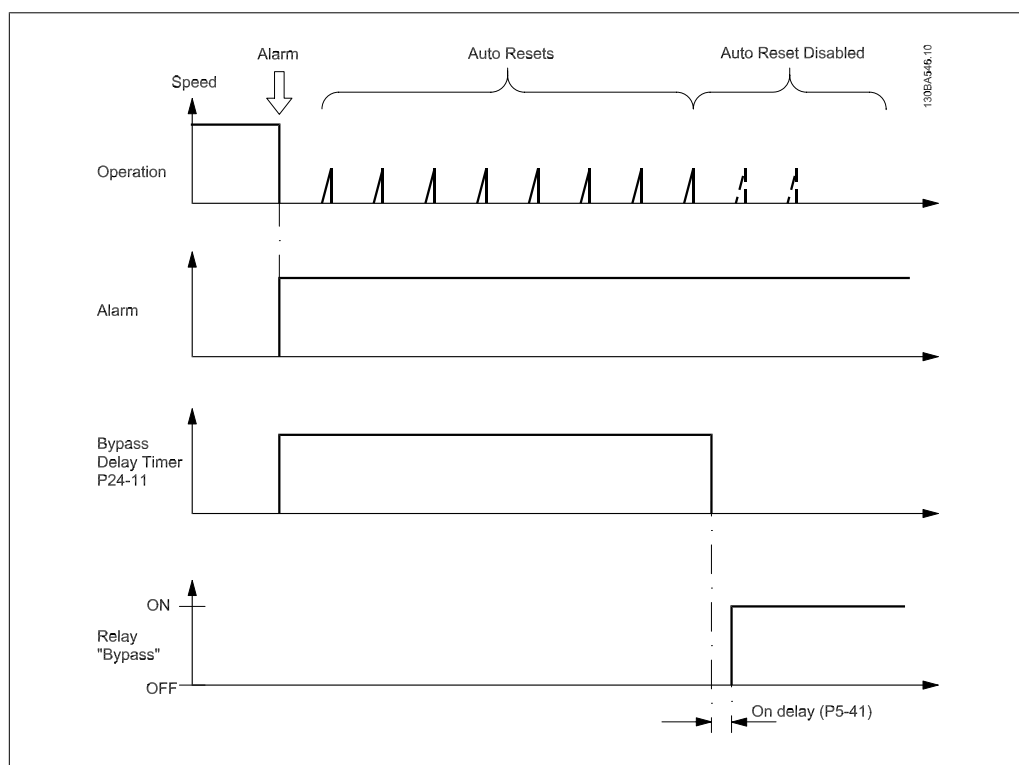 Alarm
Auto Resets
Auto Reset Disabled
130BA546.10
Speed
Operation
Alarm
Bypass
Delay Timer
P24-11
ON
Relay
"Bypass"
OFF
On delay (P5-41)